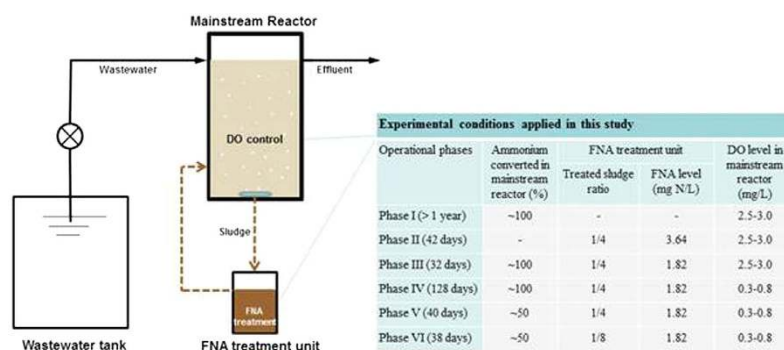 Mainstream Reactor
Wastewater
Effluent
DO control
Sludge
FNA
treatment
Wastewater tank
FNA treatment unit
Experimental conditions applied in this study
Operational phases
Ammonium
converted in
mainstream
reactor (%)
FNA treatment unit
Treated sludge
ratio
FNA level
(mg N/L)
DO level in
mainstream
reactor
(mg/L)
Phase I (> 1 year) ~100 - - 2.5-3.0
Phase II (42 days) - 1/4 3.64 2.5-3.0
Phase III (32 days) ~100 1/4 1.82 2.5-3.0
Phase IV (128 days) ~100 1/4 1.82 0.3-0.8
Phase V (40 days) ~50 1/4 1.82 0.3-0.8
Phase VI (38 days) ~50 1/8 1.82 0.3-0.8